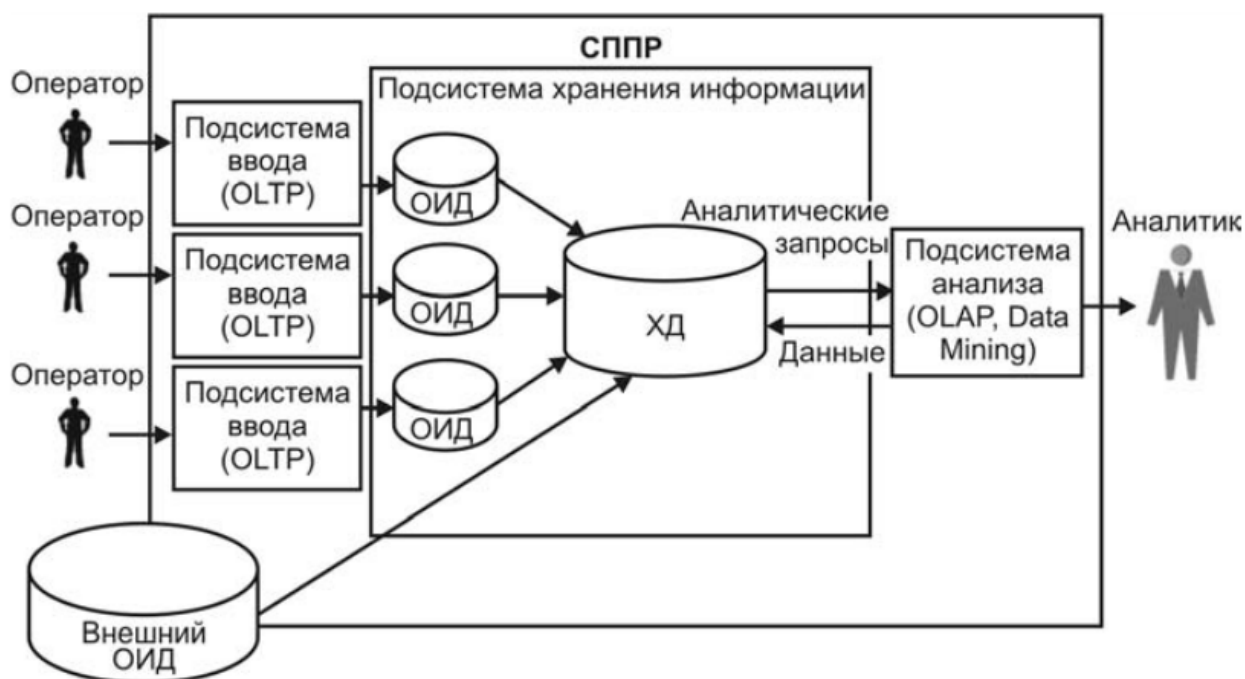 СППР
Оператор
Подсистема хранения информации
Подсистема
ввода
(OLTP)
ОИД
Оператор
Подсистема
ввода
(OLTP)
ОИД
Оператор
Подсистема
ввода
(OLTP)
ОИД
ХД
Аналитические
запросы
Данные
Подсистема
анализа
(OLAP, Data
Mining)
Аналитик
Внешний
ОИД